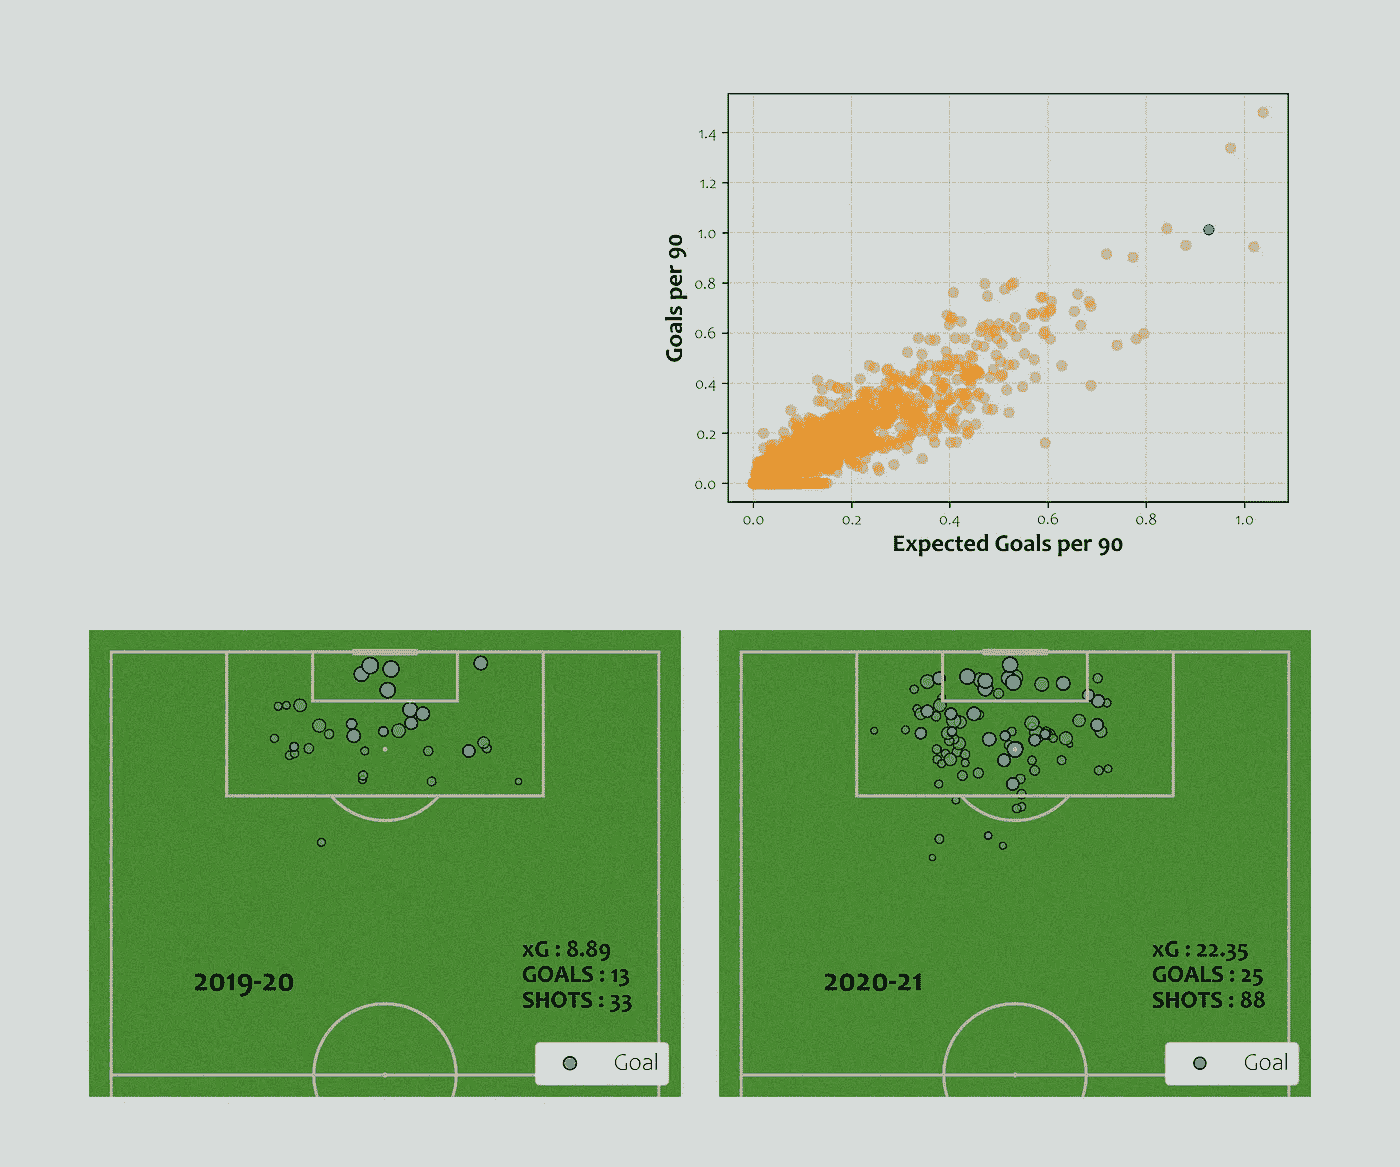 1.4
1.2
1.0
0.8
0.6
0.4
0.2
0.0
Goals per 90
0.0 0.2 0.4 0.6 0.8 1.0
Expected Goals per 90
2019-20
xG : 8.89
GOALS : 13
SHOTS : 33
Goal
2020-21
xG : 22.35
GOALS : 25
SHOTS : 88
Goal